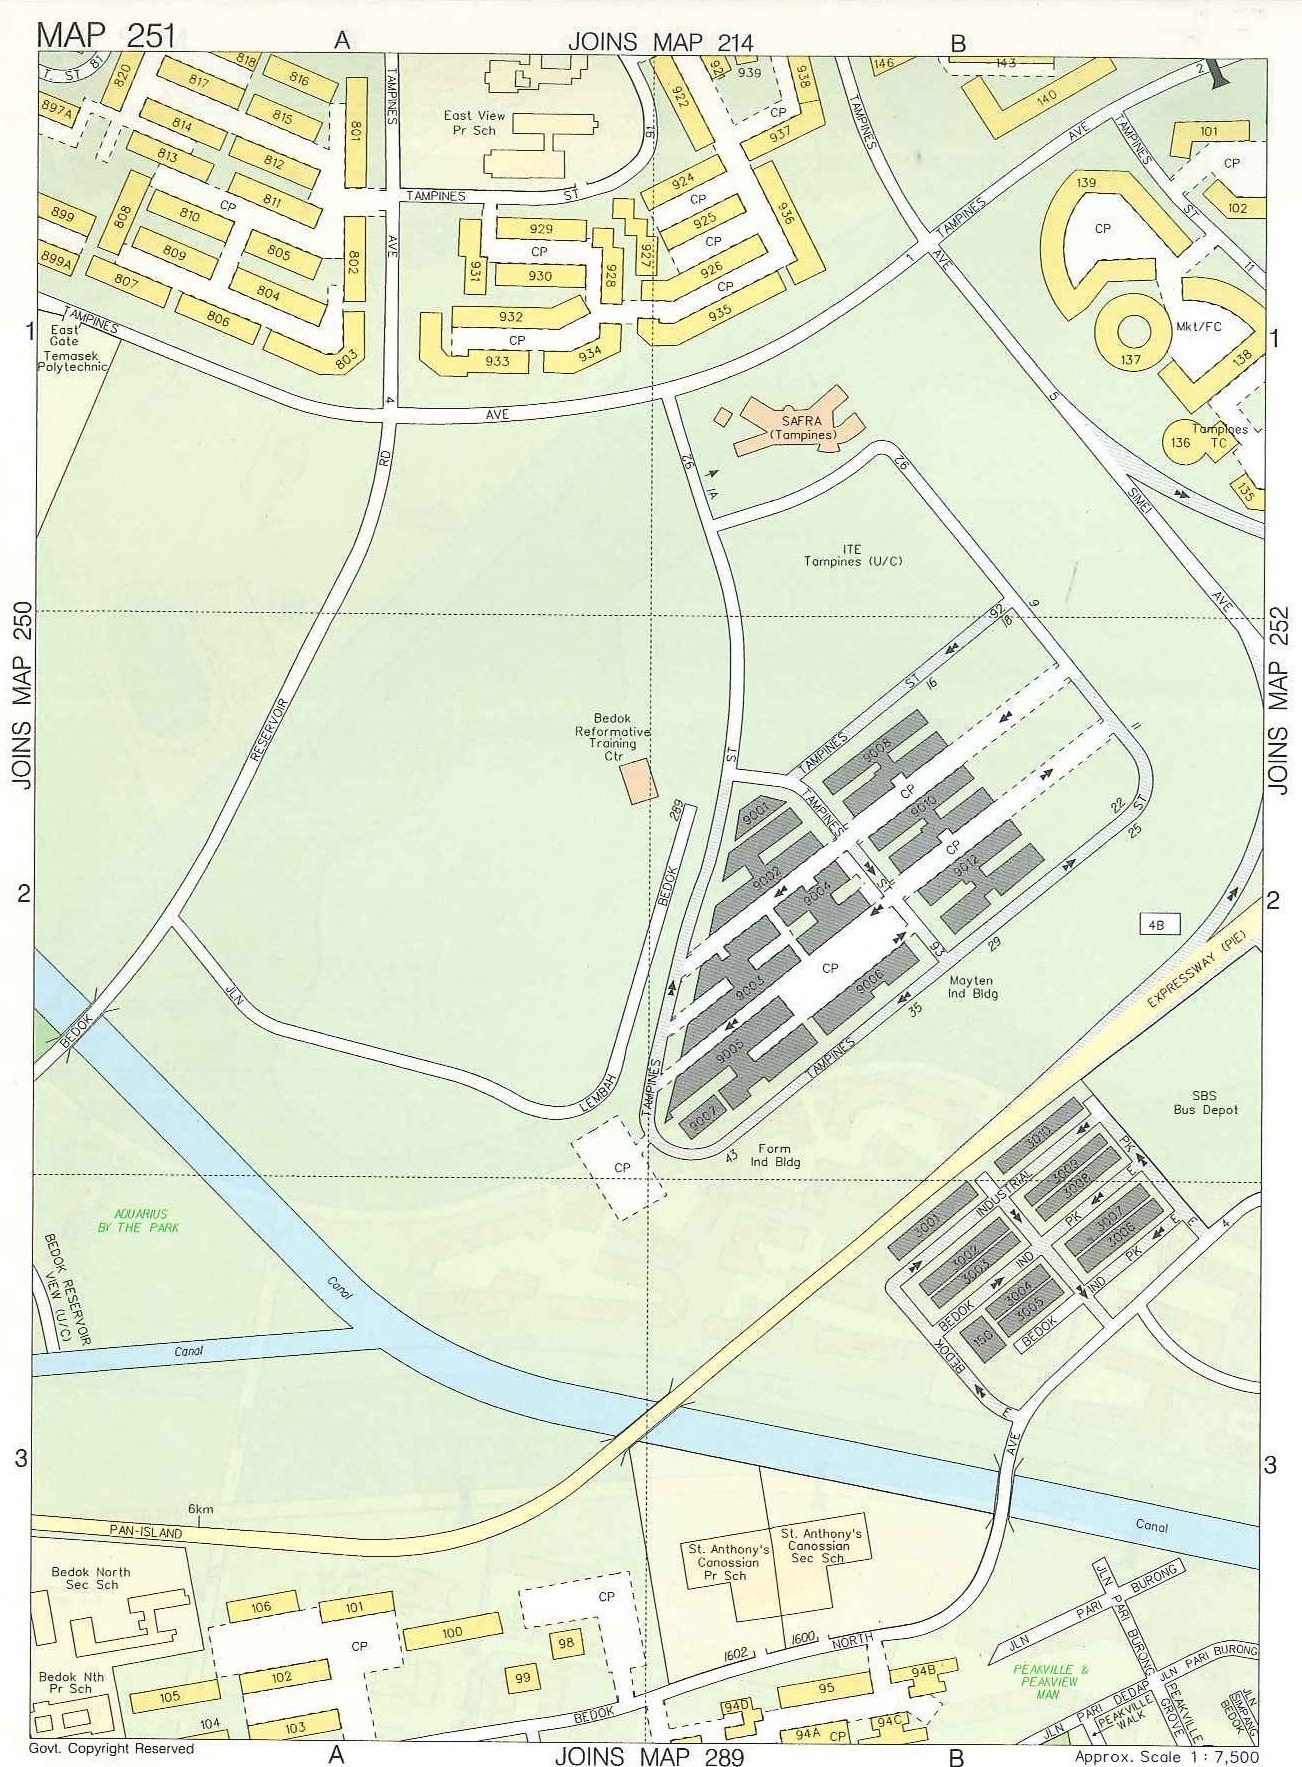 MAP 251
A
JOINS MAP 214
B
T. ST 81
820
818
817
816
897A
814
815
801
813
812
TAMPINES
East View
Pr Sch
91
922
921
939
938
CP
937
TAMPINES
146
143
140
2
AVE
TAMPINES
101
CP
102
139
CP
ST
11
899
808
810
CP
811
899A
809
805
802
AVE
807
804
806
803
TAMPINES
ST
924
CP
925
936
929
CP
931
930
928
927
CP
926
CP
935
932
CP
933
934
1
TAMPINES
AVE
1
TAMPINES
East
Gate
Temasek
Polytechnic
4
AVE
Mkt/FC
137
138
1
5
SAFRA
(Tampines)
136
Tampines
TC
135
RD
92
1A
92
SIMEI
AVE
ITE
Tampines (U/C)
JOINS MAP 250
JOINS MAP 252
92
9
18
ST
16
RESERVOIR
Bedok
Reformative
Training
Ctr
ST
TAMPINES
9008
11
289
9001
TAMPINES
CP
9010
22
ST
25
CP
2
BEDOK
9002
9004
9012
2
4B
93
29
EXPRESSWAY (PIE)
CP
9003
9006
Mayten
Ind Bldg
JLN
35
BEDOK
9005
TAMPINES
LEMBAH
TAMPINES
9007
43
Form
Ind Bldg
SBS
Bus Depot
CP
3010
PK
INDUSTRIAL
3009
3008
E
AQUARIUS
BY THE PARK
3001
PK
3007
3006
E
E
4
BEDOK RESERVOIR
VIEW (U/C)
3002
3003
IND
PK
3004
3005
IND
BEDOK
150
BEDOK
BEDOK
Canal
Canal
E
AVE
3
3
6km
PAN-ISLAND
Canal
Bedok North
Sec Sch
St. Anthony's
Canossian
Pr Sch
St. Anthony's
Canossian
Sec Sch
106
101
CP
100
98
CP
JLN
PARI
BURONG
JLN
PARI BURONG
1602
1600
NORTH
Bedok Nth
Pr Sch
102
99
105
104
103
BEDOK
94D
95
94B
94A
CP
94C
PEAKVILLE &
PEAKVIEW
MAN
JLN PARI BURONG
JLN PARI DEDAP
PEAKVILLE
WALK
PEAKVILLE
GROVE
JLN
SIMPANG
BEDOK
Govt. Copyright Reserved
A
JOINS MAP 289
B
Approx. Scale 1 : 7,500